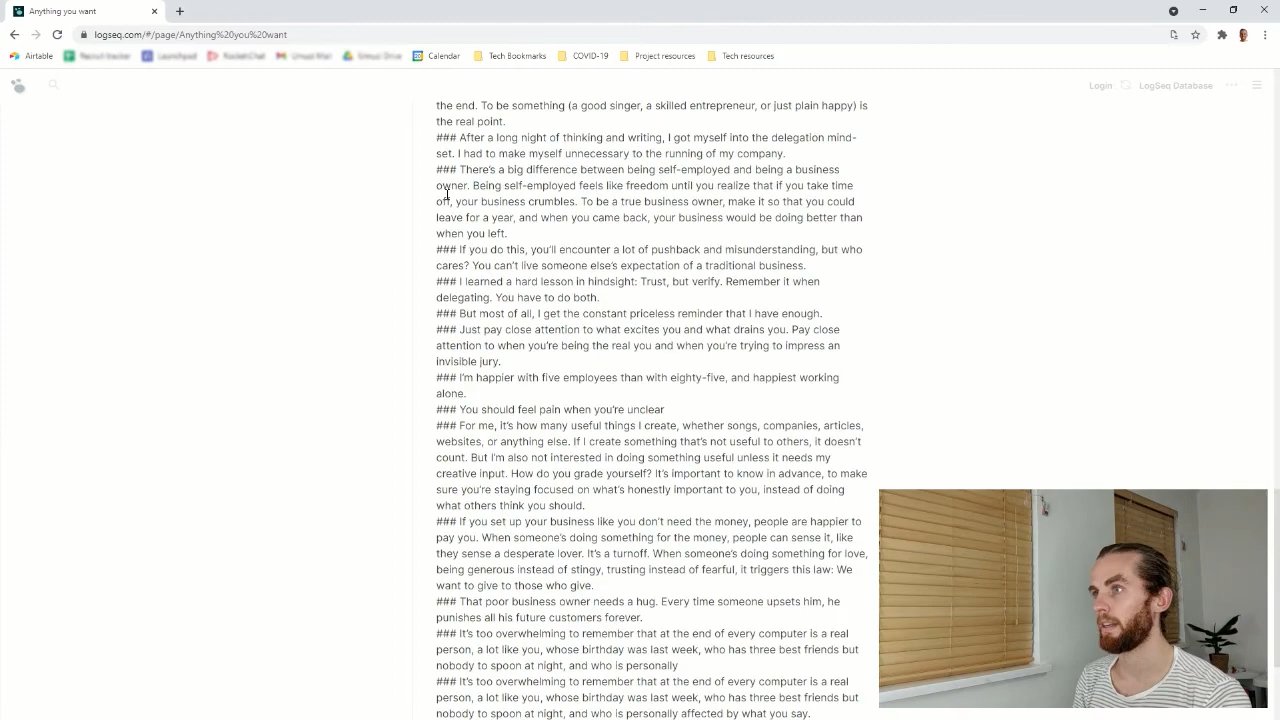 Anything you want
logseq.com/#/page/Anything%20you%20want
Airtable
Calendar
Tech Bookmarks
COVID-19
Project resources
Tech resources
Login
LogSeq Database
the end. To be something (a good singer, a skilled entrepreneur, or just plain happy) is
the real point.
### After a long night of thinking and writing, I got myself into the delegation mind-
set. I had to make myself unnecessary to the running of my company.
### There's a big difference between being self-employed and being a business
owner. Being self-employed feels like freedom until you realize that if you take time
off, your business crumbles. To be a true business owner, make it so that you could
leave for a year, and when you came back, your business would be doing better than
when you left.
### If you do this, you'll encounter a lot of pushback and misunderstanding, but who
cares? You can't live someone else's expectation of a traditional business.
### I learned a hard lesson in hindsight: Trust, but verify. Remember it when
delegating. You have to do both.
### But most of all, I get the constant priceless reminder that I have enough.
### Just pay close attention to what excites you and what drains you. Pay close
attention to when you're being the real you and when you're trying to impress an
invisible jury.
### I'm happier with five employees than with eighty-five, and happiest working
alone.
### You should feel pain when you're unclear
### For me, it's how many useful things I create, whether songs, companies, articles,
websites, or anything else. If I create something that's not useful to others, it doesn't
count. But I'm also not interested in doing something useful unless it needs my
creative input. How do you grade yourself? It's important to know in advance, to make
sure you're staying focused on what's honestly important to you, instead of doing
what others think you should.
### If you set up your business like you don't need the money, people are happier to
pay you. When someone's doing something for the money, people can sense it, like
they sense a desperate lover. It's a turnoff. When someone's doing something for love,
being generous instead of stingy, trusting instead of fearful, it triggers this law: We
want to give to those who give.
### That poor business owner needs a hug. Every time someone upsets him, he
punishes all his future customers forever.
### It's too overwhelming to remember that at the end of every computer is a real
person, a lot like you, whose birthday was last week, who has three best friends but
nobody to spoon at night, and who is personally
### It's too overwhelming to remember that at the end of every computer is a real
person, a lot like you, whose birthday was last week, who has three best friends but
nobody to spoon at night, and who is personally affected by what you say.